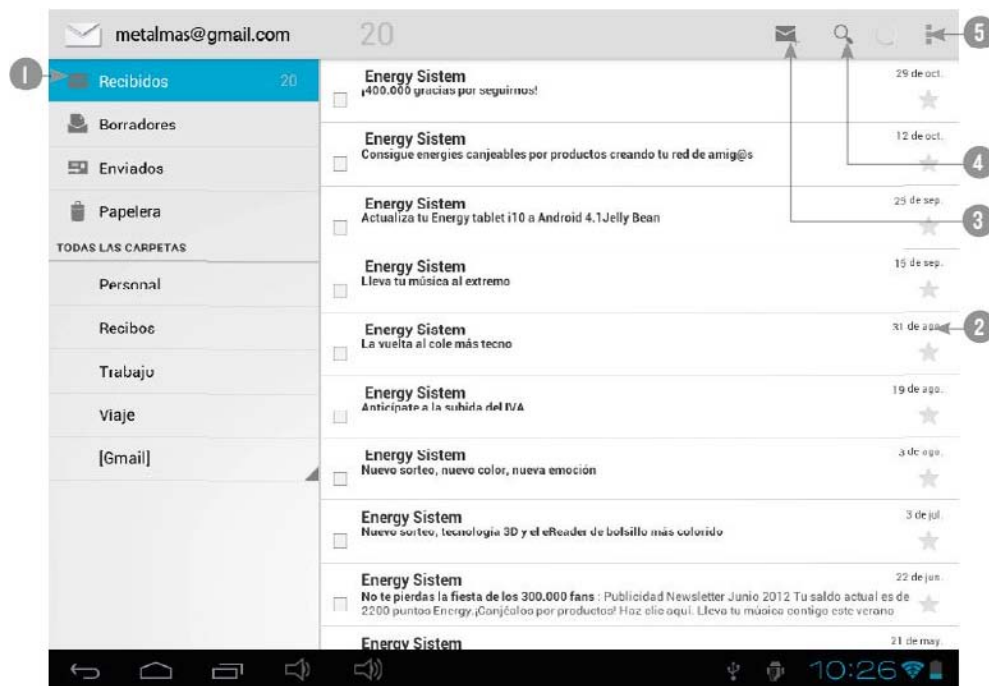 metalmas@gmail.com 20
5
1
Recibidos 20
Borradores
Enviados
Papelera
TODAS LAS CARPETAS
Personal
Recibos
Trabajo
Viaje
[Gmail]
Energy Sistem 29 de oct.
¡400.000 gracias por seguirnos!
Energy Sistem 12 de oct.
Consigue energies canjeables por productos creando tu red de amig@s
4
Energy Sistem 25 de sep.
Actualiza tu Energy tablet i10 a Android 4.1Jelly Bean
3
Energy Sistem 15 de sep.
Lleva tu música al extremo
Energy Sistem 31 de ago.
La vuelta al cole más tecno
2
Energy Sistem 19 de ago.
Anticípate a la subida del IVA
Energy Sistem 3 de ago.
Nuevo sorteo, nuevo color, nueva emoción
Energy Sistem 3 de jul.
Nuevo sorteo, tecnología 3D y el eReader de bolsillo más colorido
Energy Sistem 22 de jun.
No te pierdas la fiesta de los 300.000 fans : Publicidad Newsletter Junio 2012 Tu saldo actual es de
2200 puntos Energy.¡Canjéalos por productos! Haz clic aquí. Lleva tu música contigo este verano
Energy Sistem 21 de may.
10:26